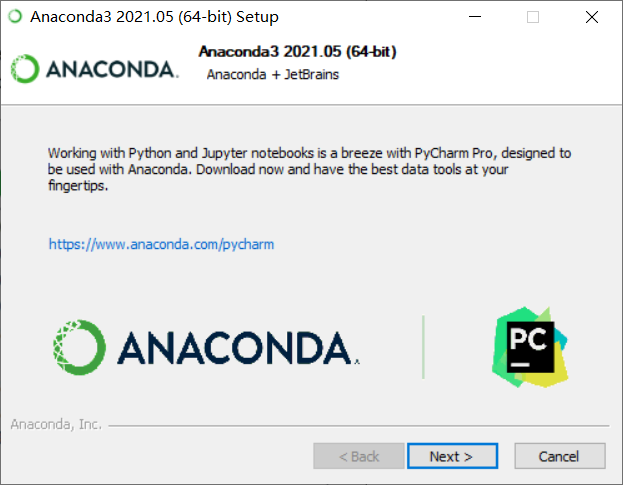 Anaconda3 2021.05 (64-bit) Setup
Anaconda3 2021.05 (64-bit)
ANACONDA.
Anaconda + JetBrains
Working with Python and Jupyter notebooks is a breeze with PyCharm Pro, designed to
be used with Anaconda. Download now and have the best data tools at your
fingertips.
https://www.anaconda.com/pycharm
ANACONDA.
PC
Anaconda, Inc.
< Back
Next >
Cancel